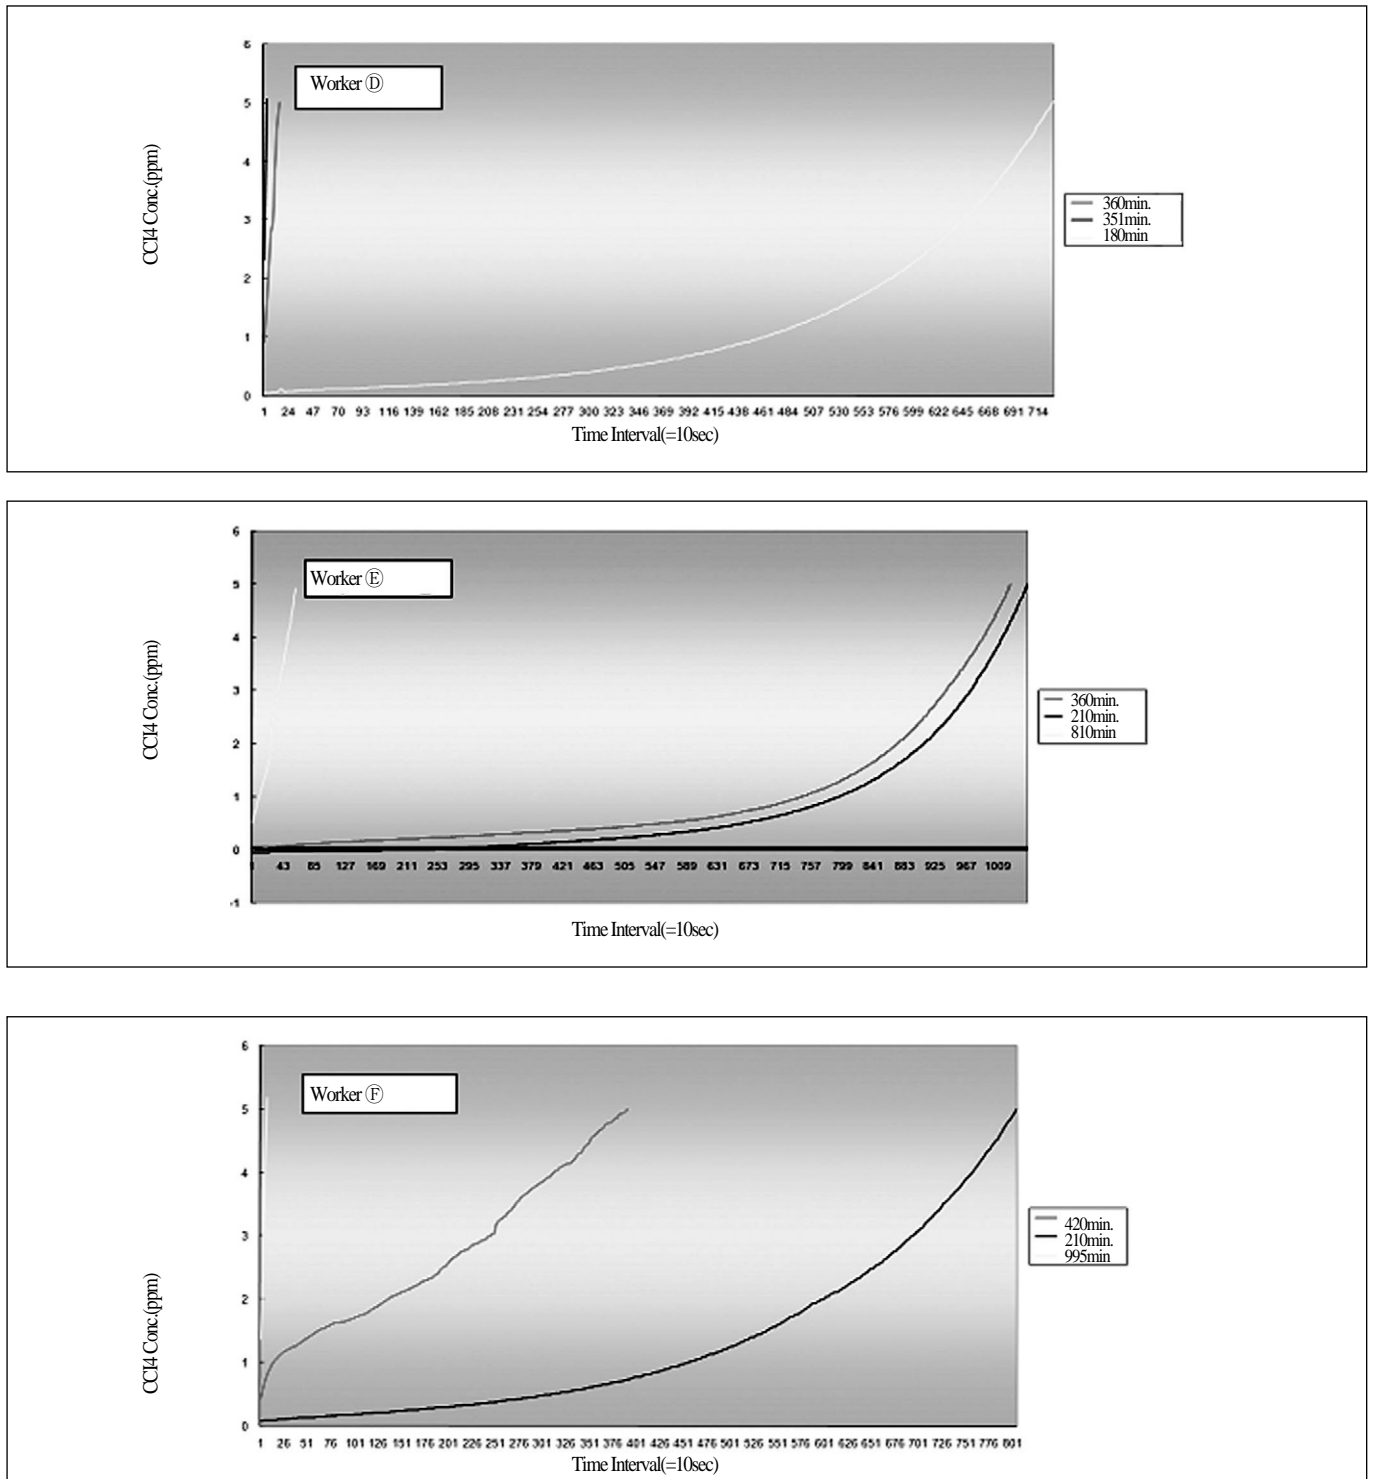 6
Worker Ⓓ
5
4
CCl4 Conc.(ppm)
3
360min.
351min.
180min
2
1
0
1 24 47 70 93 116 139 162 185 208 231 254 277 300 323 346 369 392 415 438 461 484 507 530 553 576 599 622 645 668 691 714
Time Interval(=10sec)
6
Worker Ⓔ
5
4
CCl4 Conc.(ppm)
3
360min.
210min.
810min
2
1
0
43 85 127 169 211 253 295 337 379 421 463 505 547 589 631 673 715 757 799 841 883 925 967 1009
-1
Time Interval(=10sec)
6
Worker Ⓕ
5
4
3
420min.
210min.
995min
2
CCl4 Conc.(ppm)
1
0
1 26 51 76 101 126 151 176 201 226 251 276 301 326 351 376 401 426 451 476 501 526 551 576 601 626 651 676 701 726 751 776 801
Time Interval(=10sec)